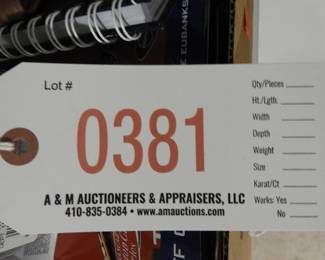 EUBANKS
Lot #
0381
Qty/Pieces
Ht./Lgth.
Width
Depth
Weight
Size
Karat/Ct
Works: Yes
No
A & M AUCTIONEERS & APPRAISERS, LLC
410-835-0384 • www.amauctions.com
F C